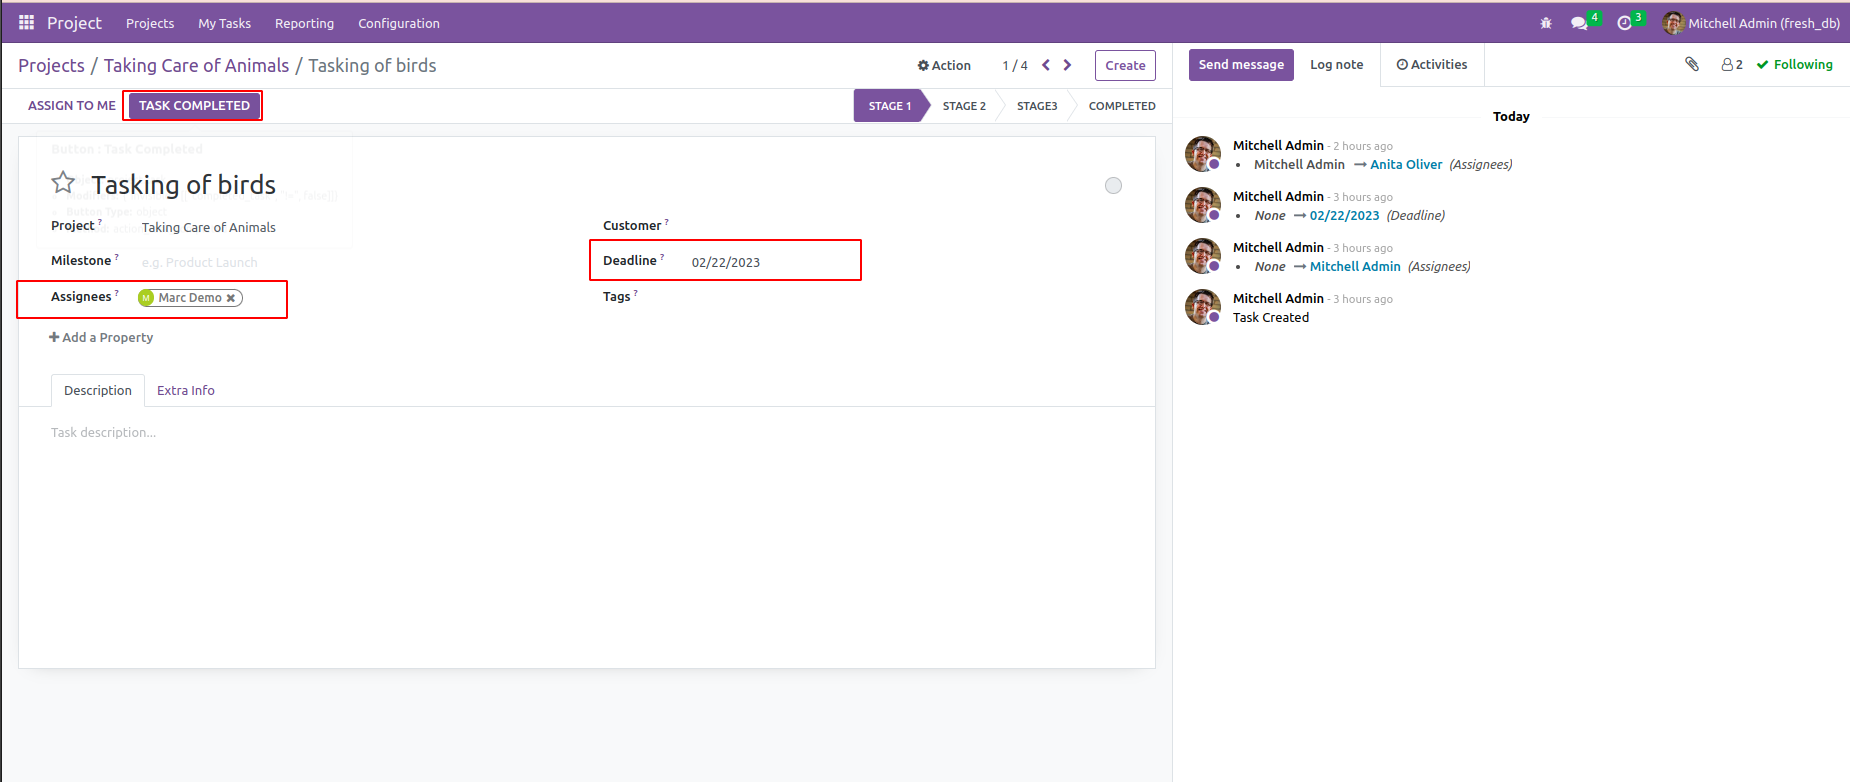 Project Projects My Tasks Reporting Configuration 4 3 Mitchell Admin (fresh_db)
Projects / Taking Care of Animals / Tasking of birds Action 1 / 4 Create
ASSIGN TO ME TASK COMPLETED STAGE 1 STAGE 2 STAGE3 COMPLETED
Button : Task Completed
Tasking of birds
Button Type: object
Project ? Taking Care of Animals Customer ?
Milestone ? e.g. Product Launch Deadline ? 02/22/2023
Assignees ? M Marc Demo Tags ?
Add a Property
Description Extra Info
Task description...
Send message Log note Activities 2 Following
Today
Mitchell Admin - 2 hours ago
• Mitchell Admin → Anita Oliver (Assignees)
Mitchell Admin - 3 hours ago
• None → 02/22/2023 (Deadline)
Mitchell Admin - 3 hours ago
• None → Mitchell Admin (Assignees)
Mitchell Admin - 3 hours ago
Task Created